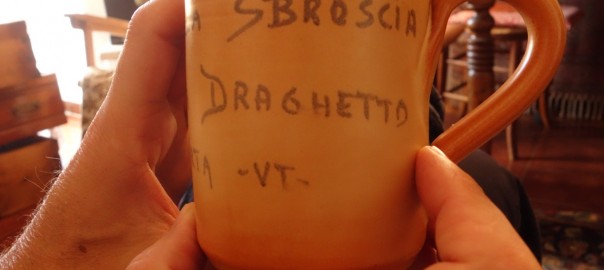 A SBROSCIA
DRAGHETTO
TA -VT-